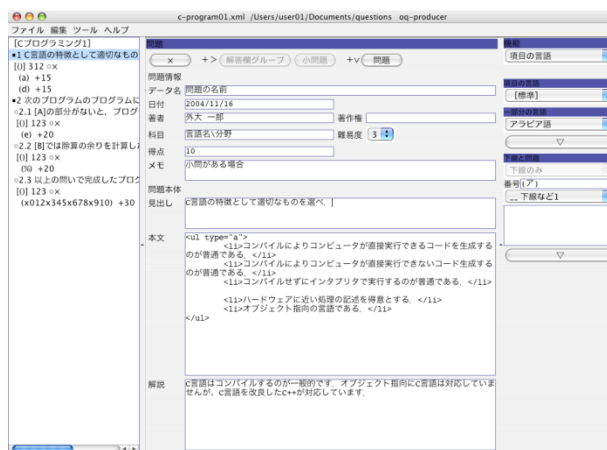 c-program01.xml /Users/user01/Documents/questions oq-producer
ファイル 編集 ツール ヘルプ
[Cプログラミング1]
▪1 C言語の特徴として適切なもの
[0] 312 ○×
(a) +15
(d) +15
▪2 次のプログラムのプログラムに
▫2.1 [A]の部分がないと、プログ
[0] 123 ○×
(e) +20
▫2.2 [B]では除算の余りを計算し
[0] 123 ○×
(%) +20
▫2.3 以上の問いで完成したプロク
[0] 123 ○×
(x012x345x678x910) +30
問題
x +> 解答欄グループ 小問題 +v 問題
問題情報
データ名 問題の名前
日付 2004/11/16
著者 外大 一郎 著作権
科目 言語名\分野 難易度 3
得点 10
メモ 小問がある場合
問題本体
見出し C言語の特徴として適切なものを選べ.
本文 <ul type="a">
<li>コンパイルによりコンピュータが直接実行できるコードを生成する
のが普通である．</li>
<li>コンパイルによりコンピュータが直接実行できないコード生成する
のが普通である．</li>
<li>コンパイルせずにインタプリタで実行するのが普通である．</li>
<li>ハードウェアに近い処理の記述を得意とする．</li>
<li>オブジェクト指向の言語である．</li>
</ul>
解説 C言語はコンパイルするのが一般的です．オブジェクト指向にC言語は対応していま
せんが、C言語を改良したC++が対応しています．
機能
項目の言語
項目の言語
[標準]
一部分の言語
アラビア語
▽
下線と問題
下線のみ
番号(ア)
__ 下線など1
▽